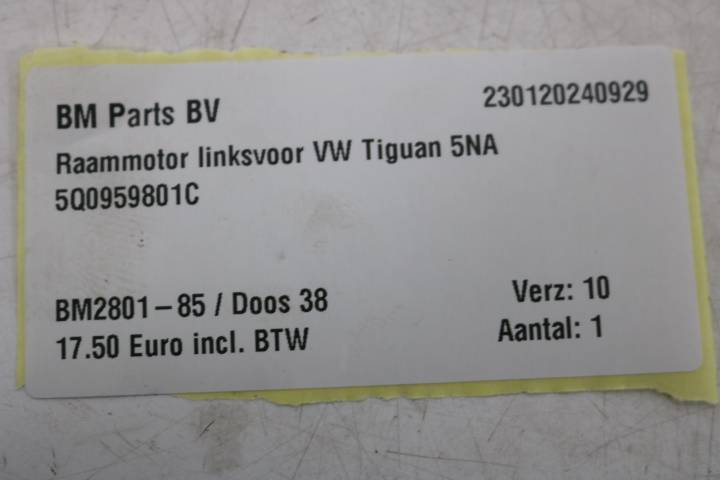 BM Parts BV 230120240929
Raammotor linksvoor VW Tiguan 5NA
5Q0959801C
BM2801-85 / Doos 38 Verz: 10
17.50 Euro incl. BTW Aantal: 1